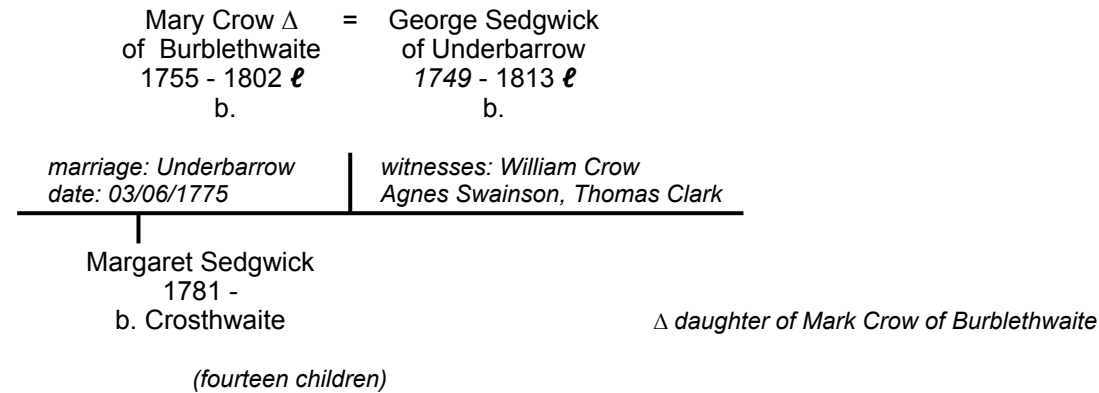 Mary Crow Δ = George Sedgwick
of Burblethwaite of Underbarrow
1755 - 1802 ℓ 1749 - 1813 ℓ
b. b.
marriage: Underbarrow witnesses: William Crow
date: 03/06/1775 Agnes Swainson, Thomas Clark
Margaret Sedgwick
1781 -
b. Crosthwaite Δ daughter of Mark Crow of Burblethwaite
(fourteen children)